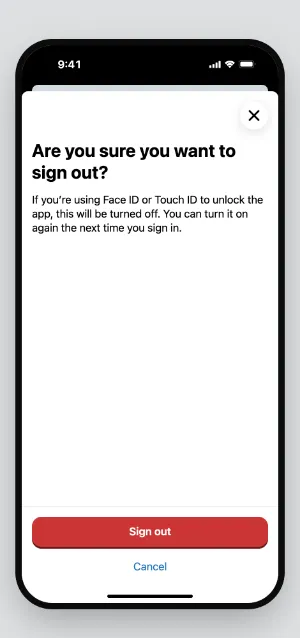 9:41
Are you sure you want to
sign out?
If you’re using Face ID or Touch ID to unlock the
app, this will be turned off. You can turn it on
again the next time you sign in.
Sign out
Cancel